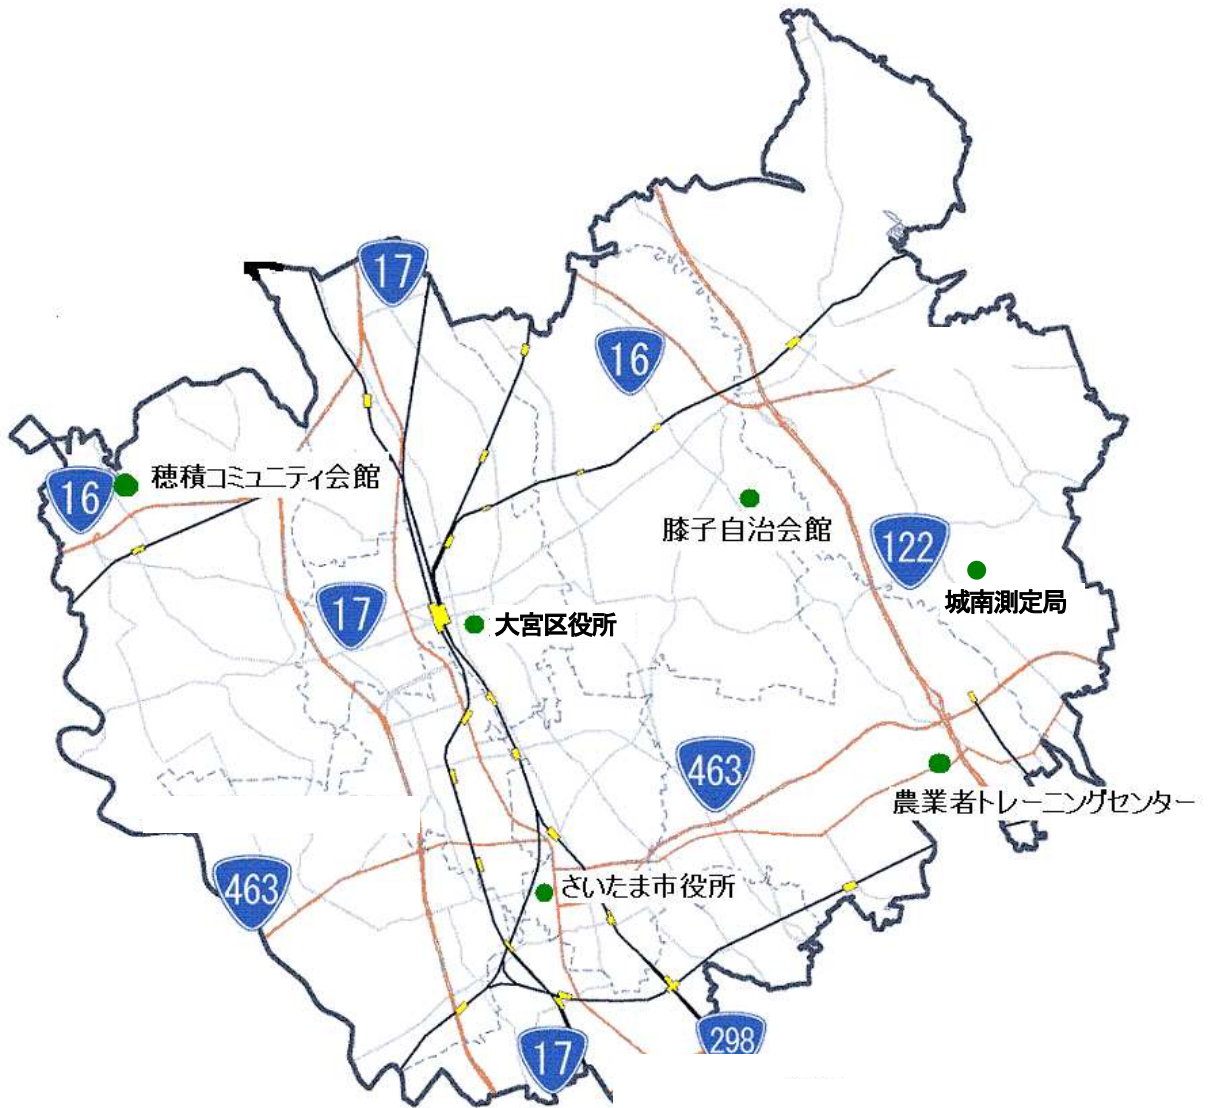 17
16
穂積コミュニティ会館
16
膝子自治会館
122
城南測定局
17
大宮区役所
463
農業者トレーニングセンター
463
さいたま市役所
17
298